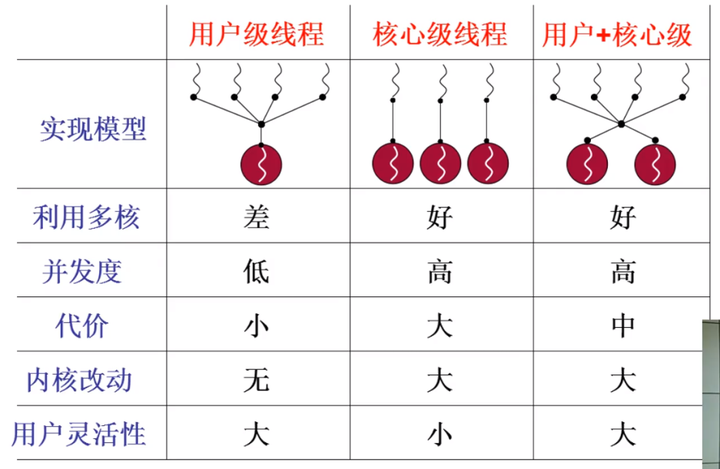 用户级线程 核心级线程 用户+核心级
实现模型
利用多核 差 好 好
并发度 低 高 高
代价 小 大 中
内核改动 无 大 大
用户灵活性 大 小 大